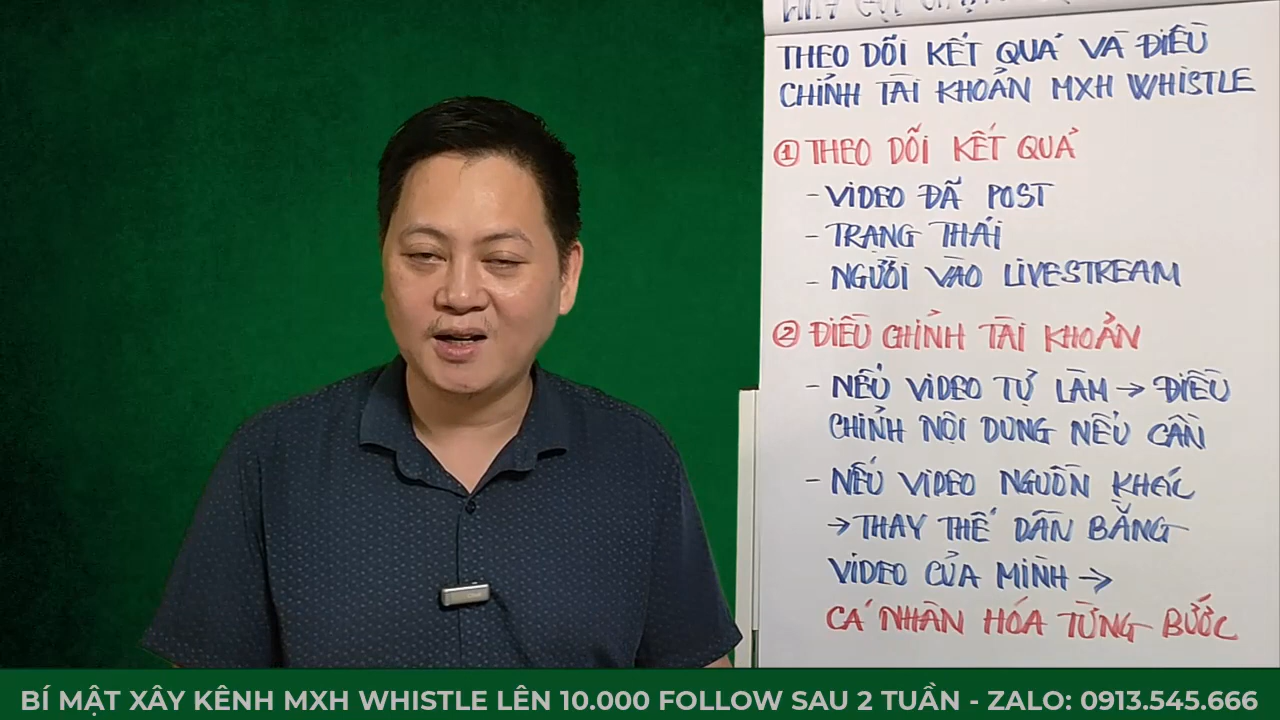 THEO DÕI KẾT QUẢ VÀ ĐIỀU
CHỈNH TÀI KHOẢN MXH WHISTLE
① THEO DÕI KẾT QUẢ
- VIDEO ĐÃ POST
- TRẠNG THÁI
- NGƯỜI VÀO LIVESTREAM
② ĐIỀU CHỈNH TÀI KHOẢN
- NẾU VIDEO TỰ LÀM → ĐIỀU
CHỈNH NỘI DUNG NẾU CẦN
- NẾU VIDEO NGUỒN KHÁC
→ THAY THẾ DẦN BẰNG
VIDEO CỦA MÌNH →
CÁ NHÂN HÓA TỪNG BƯỚC
BÍ MẬT XÂY KÊNH MXH WHISTLE LÊN 10.000 FOLLOW SAU 2 TUẦN - ZALO: 0913.545.666